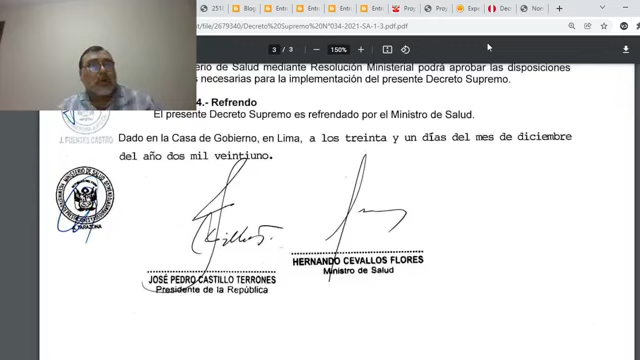 file/2679340/Decreto Supremo N°034-2021-SA-1-3.pdf.pdf
3 / 3
150%
erio de Salud mediante Resolución Ministerial podrá aprobar las disposiciones
s necesarias para la implementación del presente Decreto Supremo.
4.- Refrendo
El presente Decreto Supremo es refrendado por el Ministro de Salud.
J. FUENTES CASTRO
Dado en la Casa de Gobierno, en Lima, a los treinta y un días del mes de diciembre
del año dos mil veintiuno.
TARAZONA
JOSÉ PEDRO CASTILLO TERRONES
Presidente de la República
HERNANDO CEVALLOS FLORES
Ministro de Salud